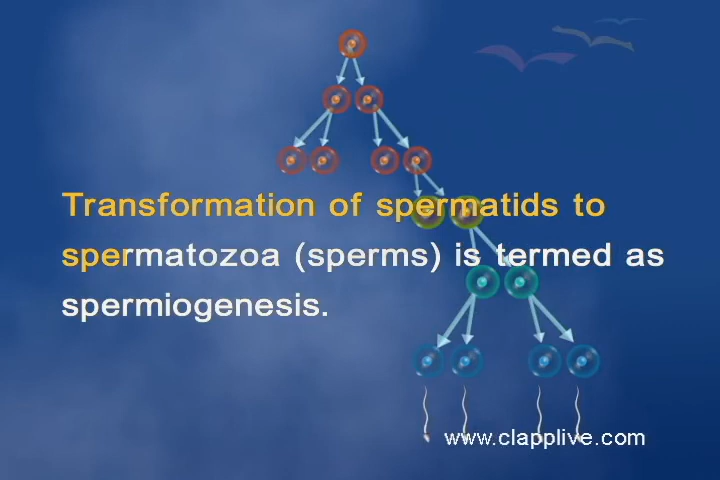 Transformation of spermatids to
spermatozoa (sperms) is termed as
spermiogenesis.
www.clapplive.com